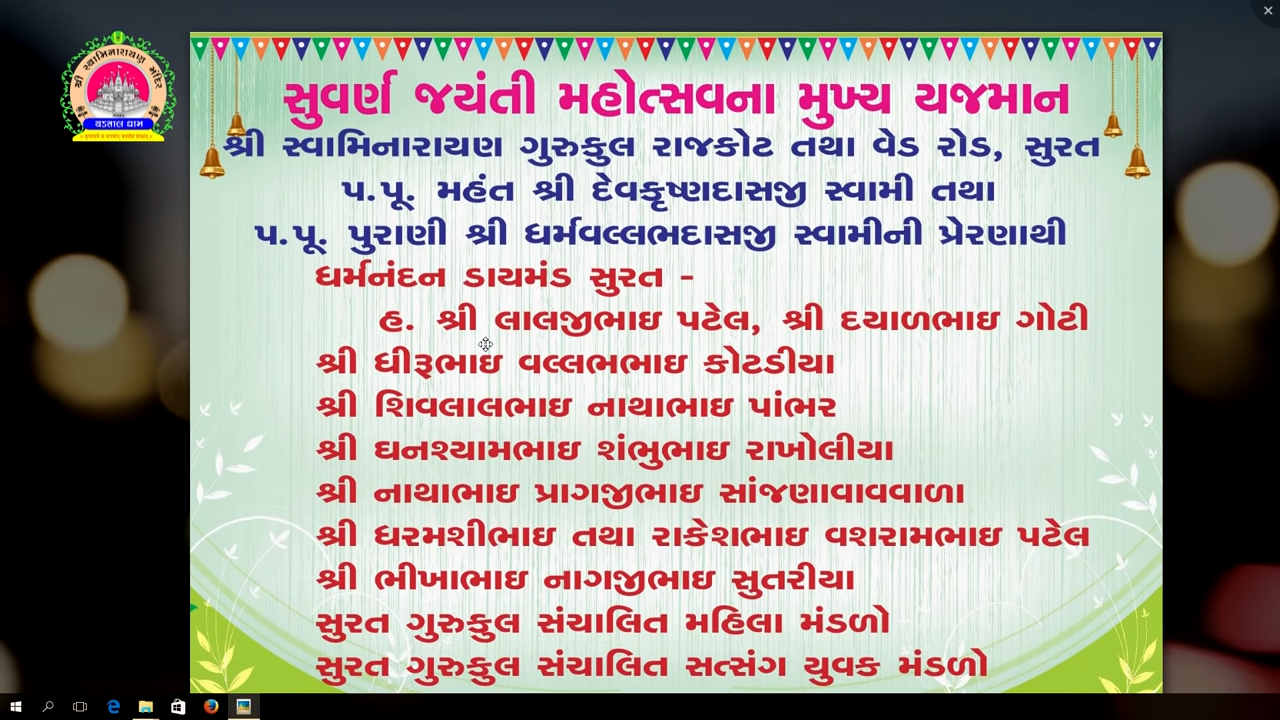 શ્રી સ્વામિનારાયણ મંદિર
વડતાલ ધામ
સુવર્ણ જયંતી મહોત્સવના મુખ્ય યજમાન
શ્રી સ્વામિનારાયણ ગુરુકુલ રાજકોટ તથા વેડ રોડ, સુરત
પ.પૂ. મહંત શ્રી દેવકૃષ્ણદાસજી સ્વામી તથા
પ.પૂ. પુરાણી શ્રી ધર્મવલ્લભદાસજી સ્વામીની પ્રેરણાથી
ધર્મનંદન ડાયમંડ સુરત -
હ. શ્રી લાલજીભાઇ પટેલ, શ્રી દયાળભાઇ ગોટી
શ્રી ધીરૂભાઇ વલ્લભભાઇ કોટડીયા
શ્રી શિવલાલભાઇ નાથાભાઇ પાંભર
શ્રી ઘનશ્યામભાઇ શંભુભાઇ રાખોલીયા
શ્રી નાથાભાઇ પ્રાગજીભાઇ સાંજણાવાવવાળા
શ્રી ધરમશીભાઇ તથા રાકેશભાઇ વશરામભાઇ પટેલ
શ્રી ભીખાભાઇ નાગજીભાઇ સુતરીયા
સુરત ગુરુકુલ સંચાલિત મહિલા મંડળો
સુરત ગુરુકુલ સંચાલિત સત્સંગ યુવક મંડળો